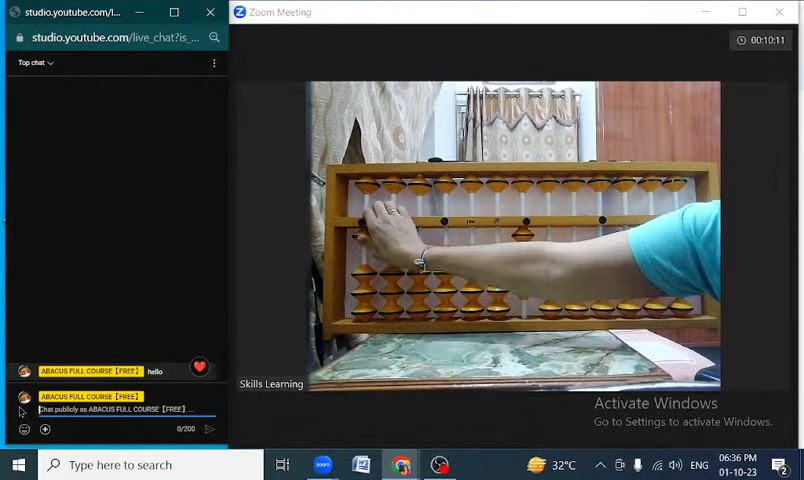 studio.youtube.com/l...
studio.youtube.com/live_chat?is_...
Top chat
ABACUS FULL COURSE【FREE】 hello
ABACUS FULL COURSE【FREE】
Chat publicly as ABACUS FULL COURSE【FREE】...
0/200
Zoom Meeting
00:10:11
Skills Learning
Activate Windows
Go to Settings to activate Windows.
Type here to search
32°C
ENG
06:36 PM
01-10-23
2